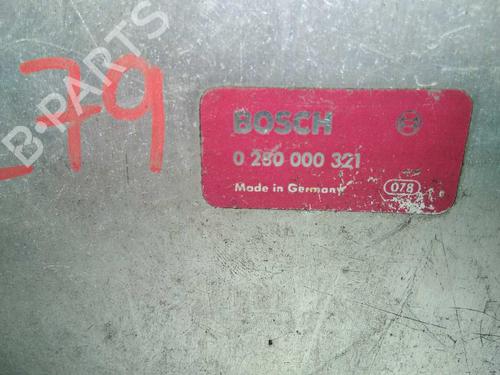 B-PARTS
79
BOSCH
0 280 000 321
Made in Germany
078